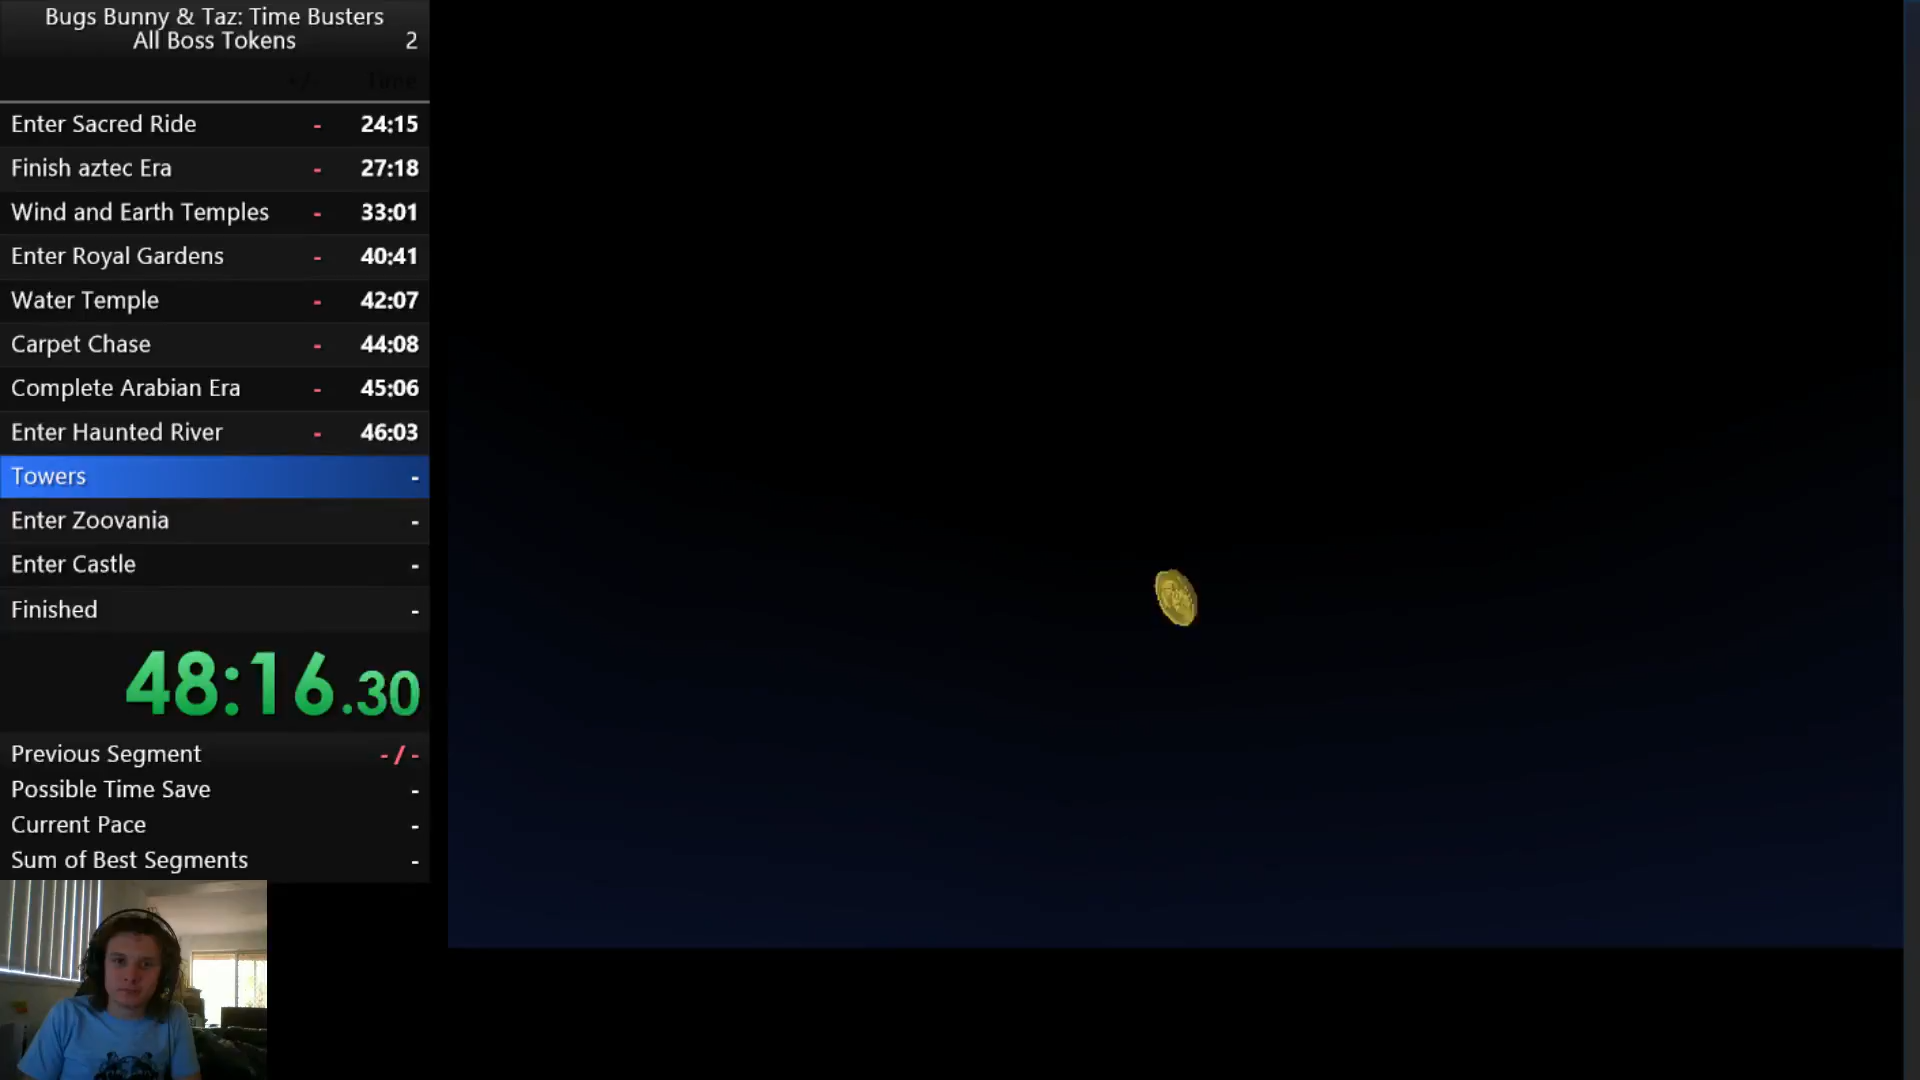 Bugs Bunny & Taz: Time Busters
All Boss Tokens 2
+/- Time
Enter Sacred Ride - 24:15
Finish aztec Era - 27:18
Wind and Earth Temples - 33:01
Enter Royal Gardens - 40:41
Water Temple - 42:07
Carpet Chase - 44:08
Complete Arabian Era - 45:06
Enter Haunted River - 46:03
Towers -
Enter Zoovania -
Enter Castle -
Finished -
48:16.30
Previous Segment - / -
Possible Time Save -
Current Pace -
Sum of Best Segments -